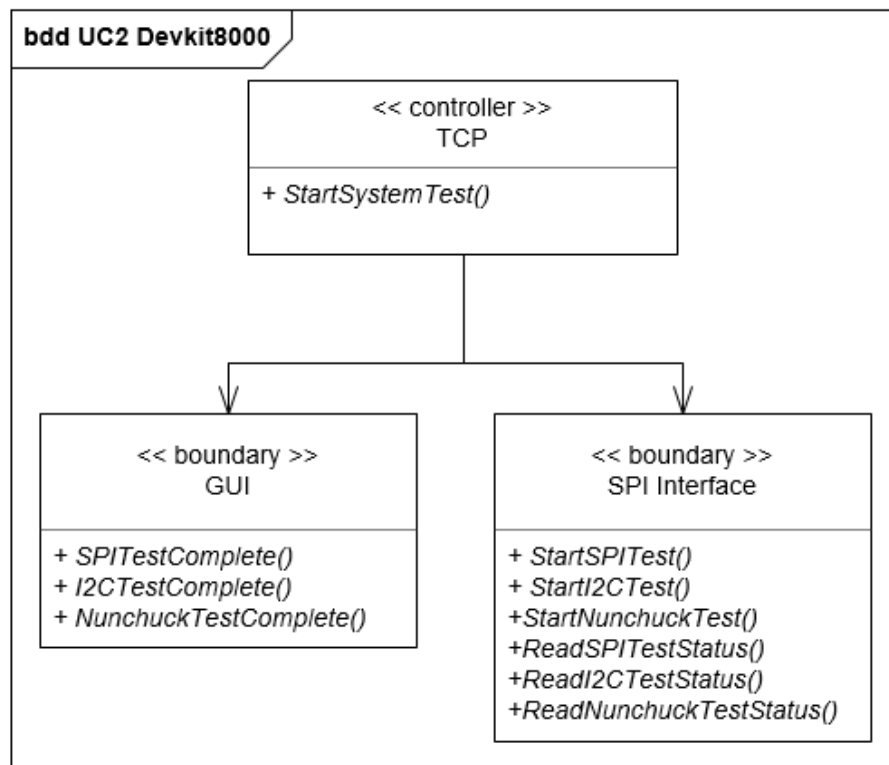 bdd UC2 Devkit8000
<< controller >>
TCP
+ StartSystemTest()
<< boundary >>
GUI
+ SPITestComplete()
+ I2CTestComplete()
+ NunchuckTestComplete()
<< boundary >>
SPI Interface
+ StartSPITest()
+ StartI2CTest()
+StartNunchuckTest()
+ReadSPITestStatus()
+ReadI2CTestStatus()
+ReadNunchuckTestStatus()